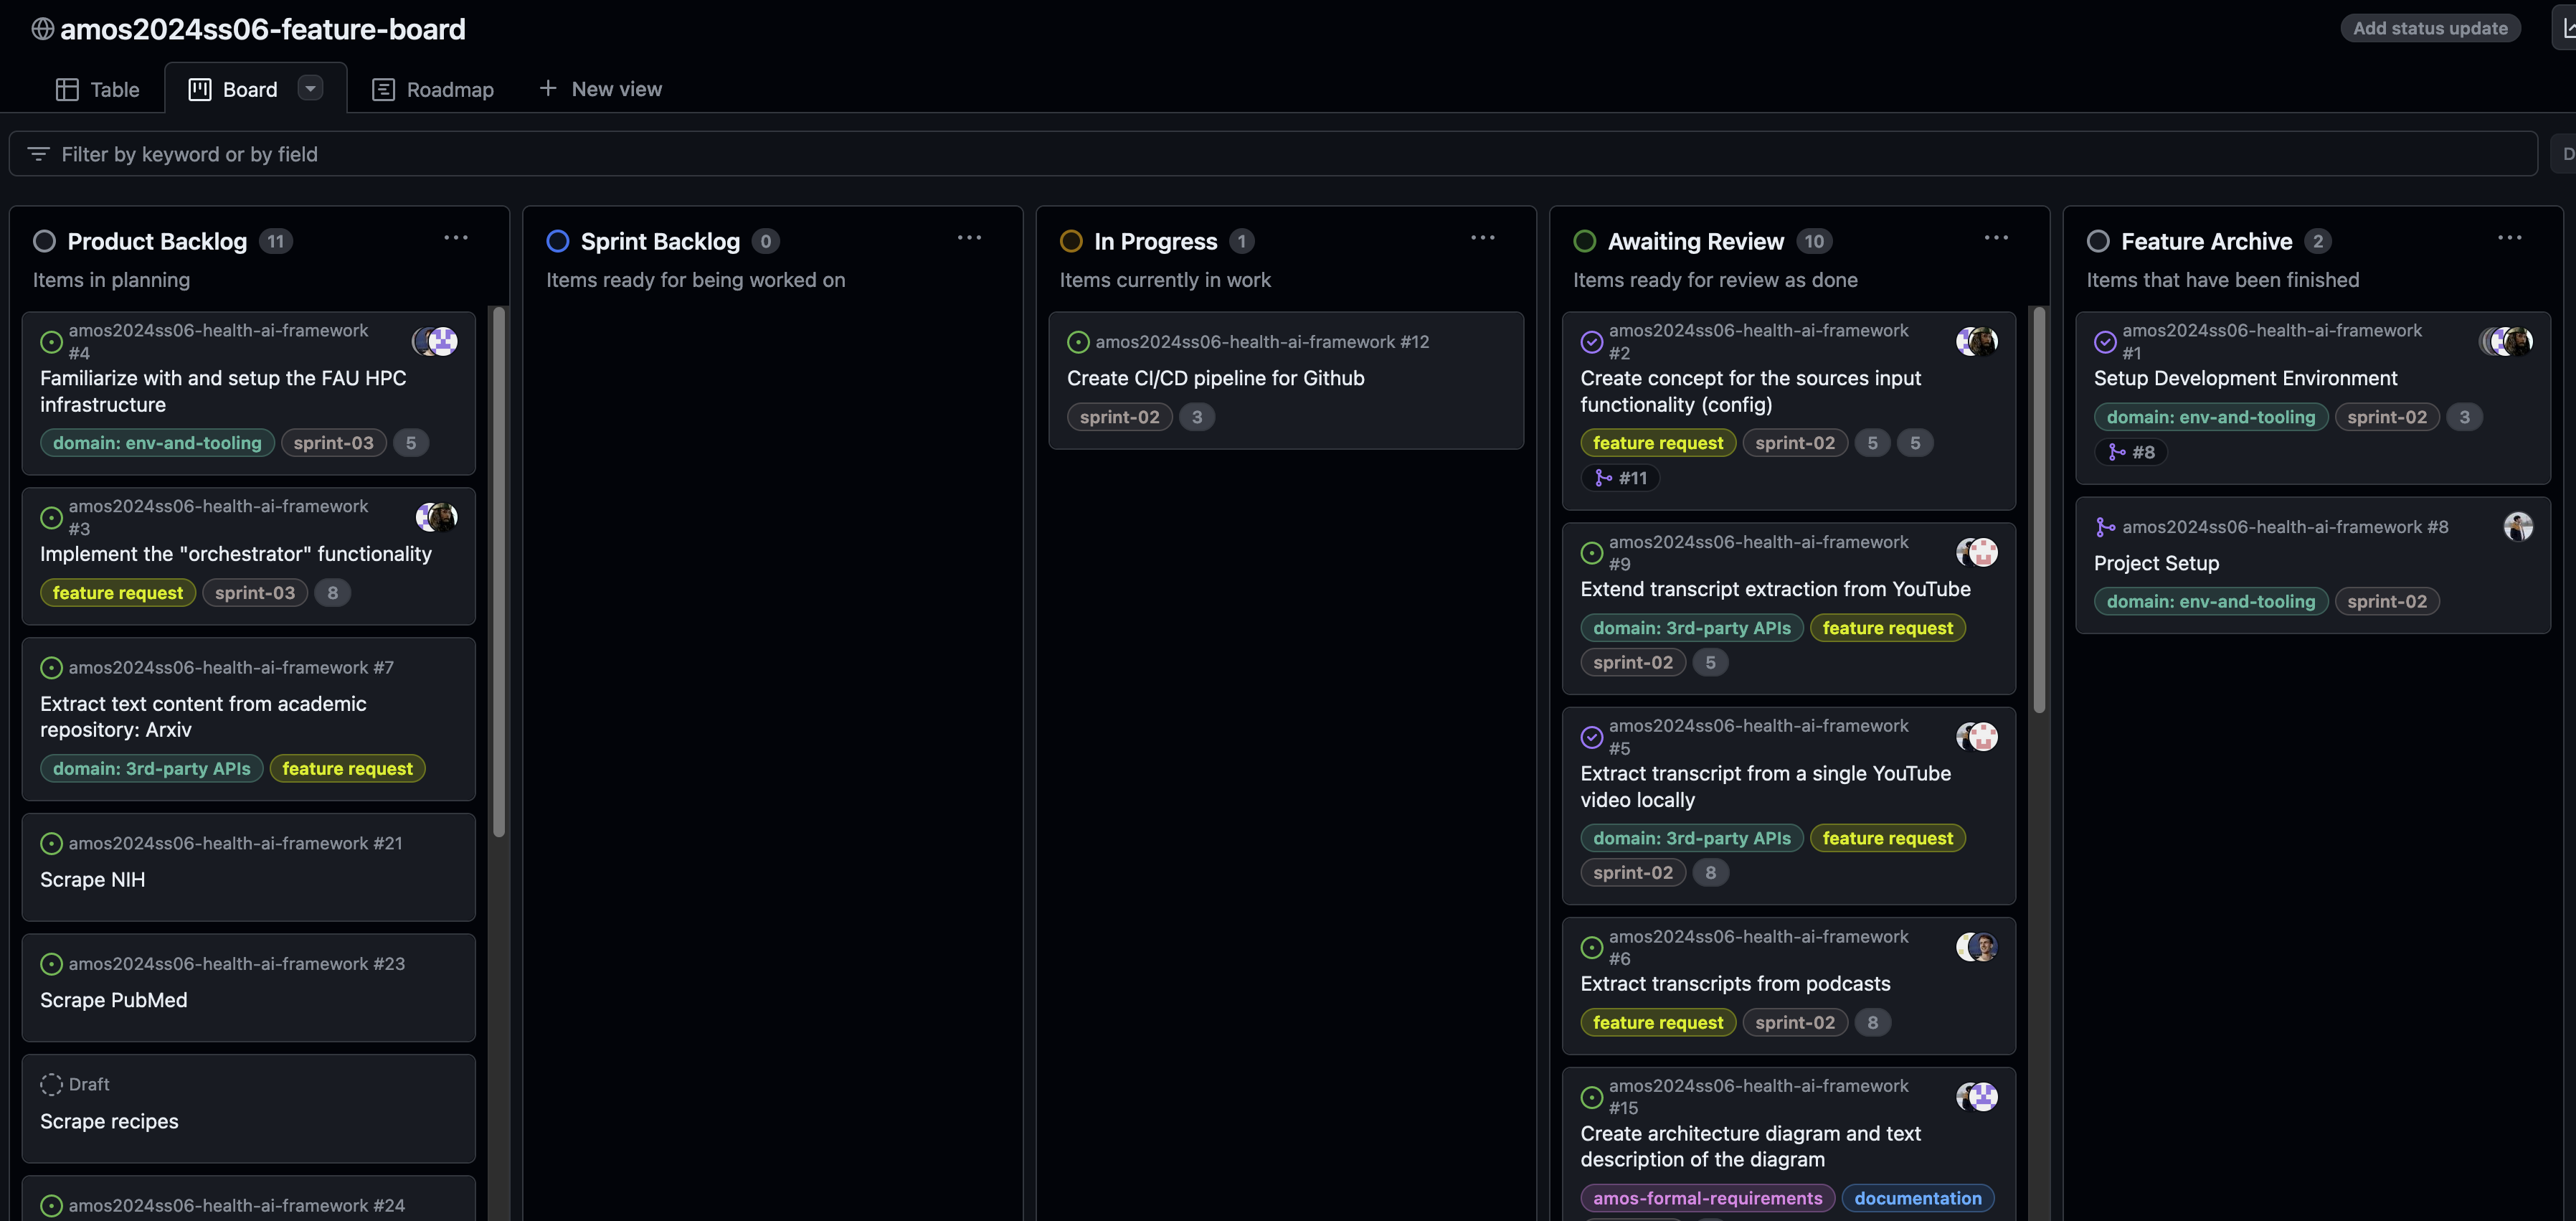 amos2024ss06-feature-board
Add status update
Table
Board
Roadmap
New view
Filter by keyword or by field
D
Product Backlog 11
Items in planning
amos2024ss06-health-ai-framework
#4
Familiarize with and setup the FAU HPC
infrastructure
domain: env-and-tooling sprint-03 5
amos2024ss06-health-ai-framework
#3
Implement the "orchestrator" functionality
feature request sprint-03 8
amos2024ss06-health-ai-framework #7
Extract text content from academic
repository: Arxiv
domain: 3rd-party APIs feature request
amos2024ss06-health-ai-framework #21
Scrape NIH
amos2024ss06-health-ai-framework #23
Scrape PubMed
Draft
Scrape recipes
amos2024ss06-health-ai-framework #24
Sprint Backlog 0
Items ready for being worked on
In Progress 1
Items currently in work
amos2024ss06-health-ai-framework #12
Create CI/CD pipeline for Github
sprint-02 3
Awaiting Review 10
Items ready for review as done
amos2024ss06-health-ai-framework
#2
Create concept for the sources input
functionality (config)
feature request sprint-02 5 5
#11
amos2024ss06-health-ai-framework
#9
Extend transcript extraction from YouTube
domain: 3rd-party APIs feature request
sprint-02 5
amos2024ss06-health-ai-framework
#5
Extract transcript from a single YouTube
video locally
domain: 3rd-party APIs feature request
sprint-02 8
amos2024ss06-health-ai-framework
#6
Extract transcripts from podcasts
feature request sprint-02 8
amos2024ss06-health-ai-framework
#15
Create architecture diagram and text
description of the diagram
amos-formal-requirements documentation
Feature Archive 2
Items that have been finished
amos2024ss06-health-ai-framework
#1
Setup Development Environment
domain: env-and-tooling sprint-02 3
#8
amos2024ss06-health-ai-framework #8
Project Setup
domain: env-and-tooling sprint-02